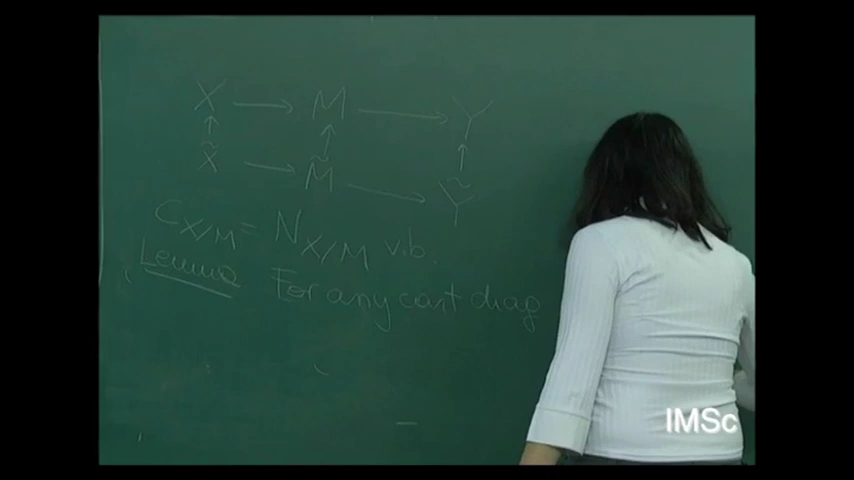 X → M → Y
↑ ↑ ↑
X̃ → M̃ → Ỹ
C_{X/M} = N_{X/M} v.b.
Lemma For any cart diag
IMSc